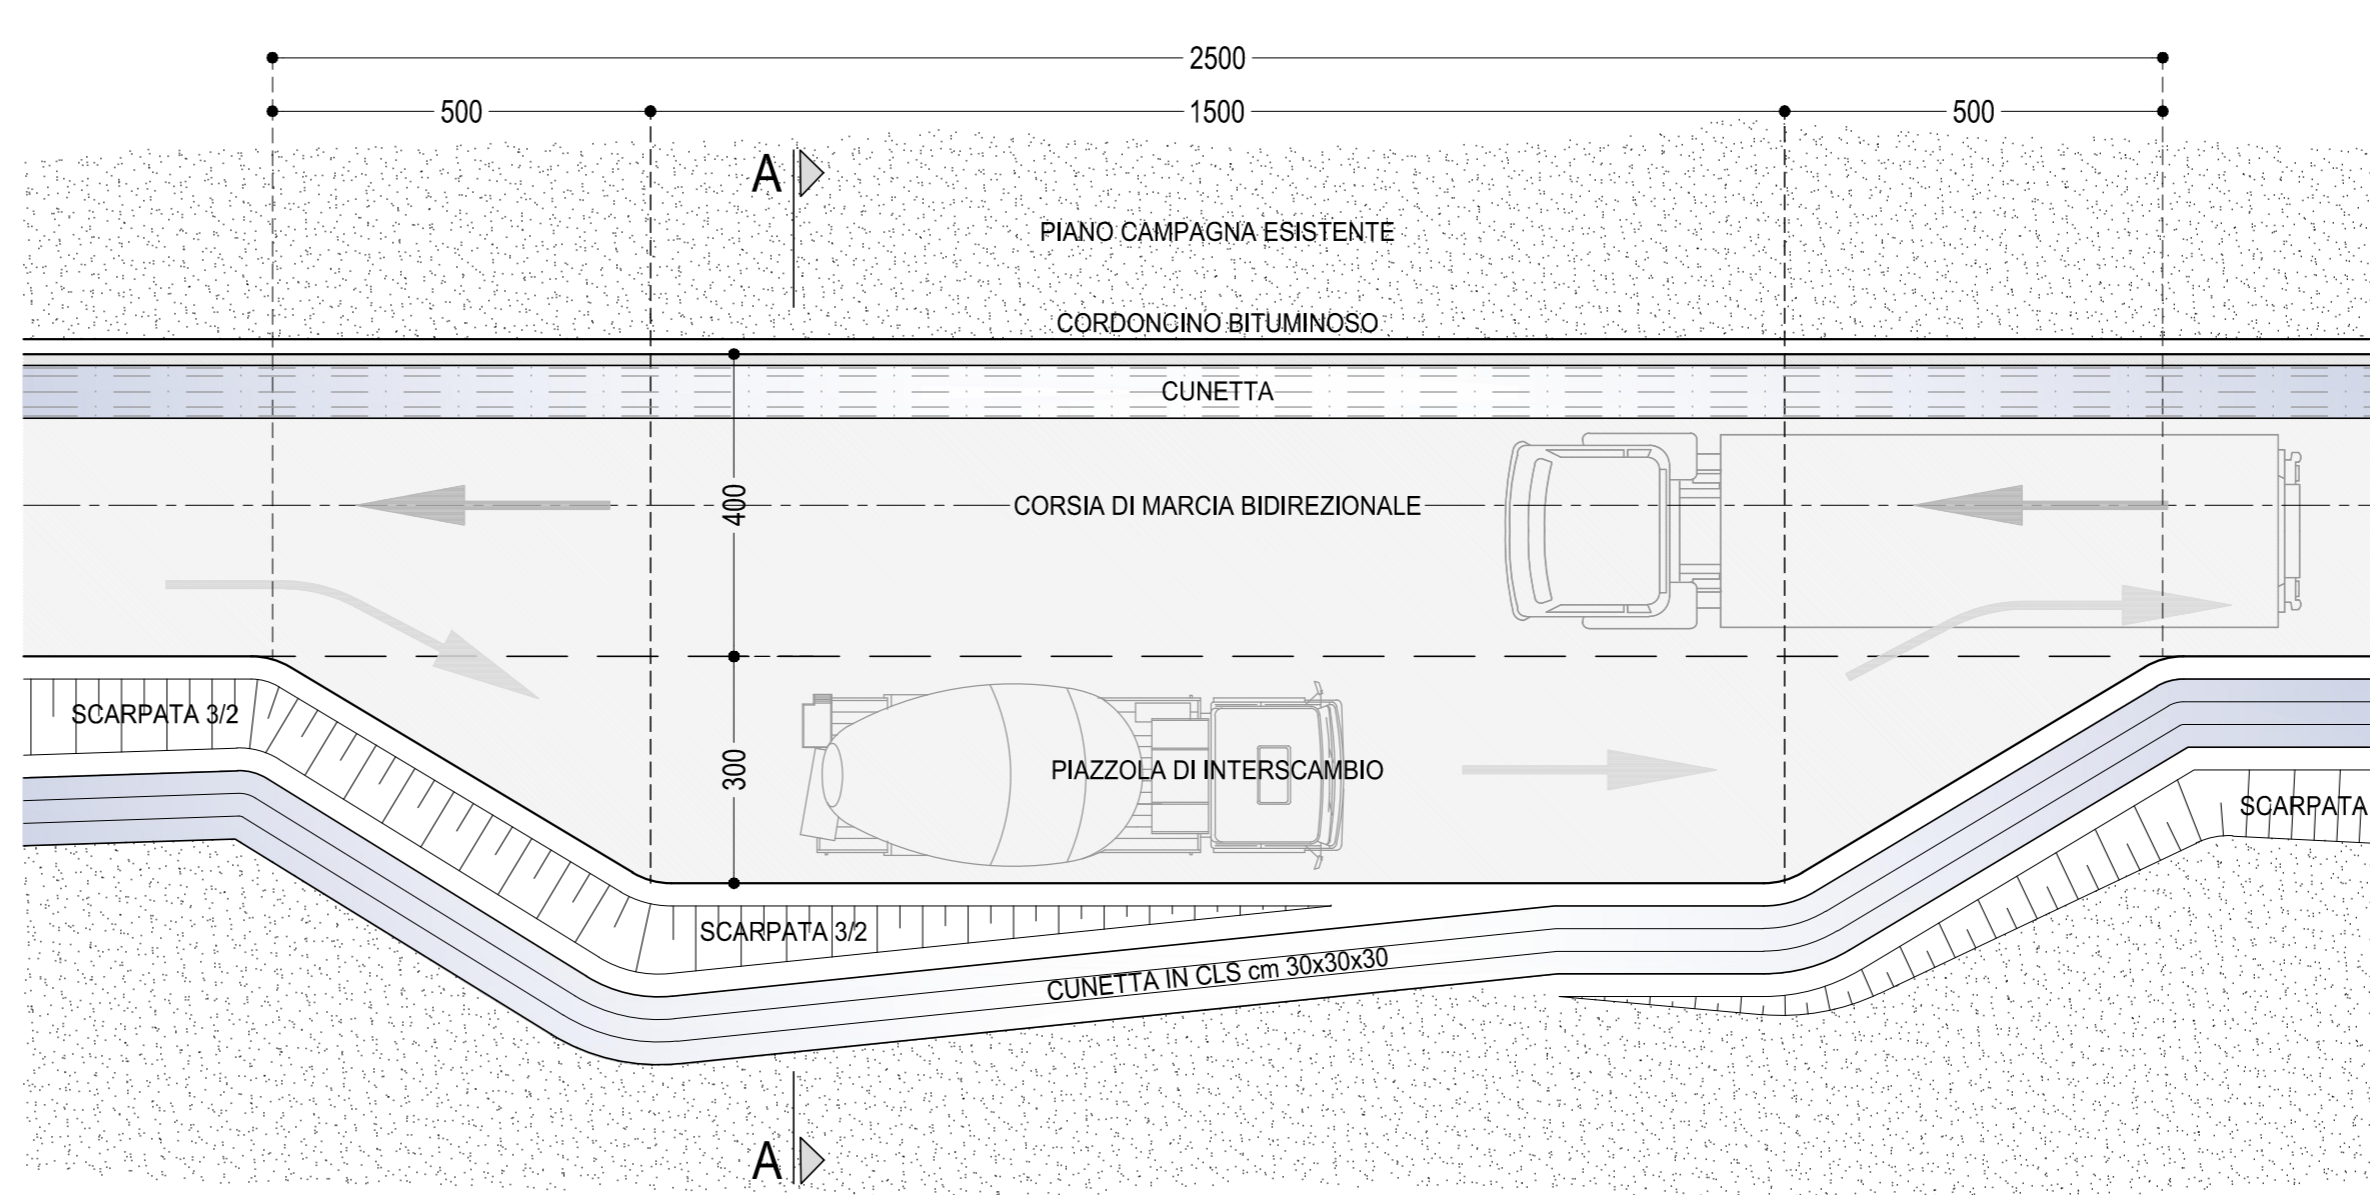 2500
500
1500
500
A
PIANO CAMPAGNA ESISTENTE
CORDONCINO BITUMINOSO
CUNETTA
400
CORSIA DI MARCIA BIDIREZIONALE
SCARPATA 3/2
300
PIAZZOLA DI INTERSCAMBIO
SCARPATA
SCARPATA 3/2
CUNETTA IN CLS cm 30x30x30
A